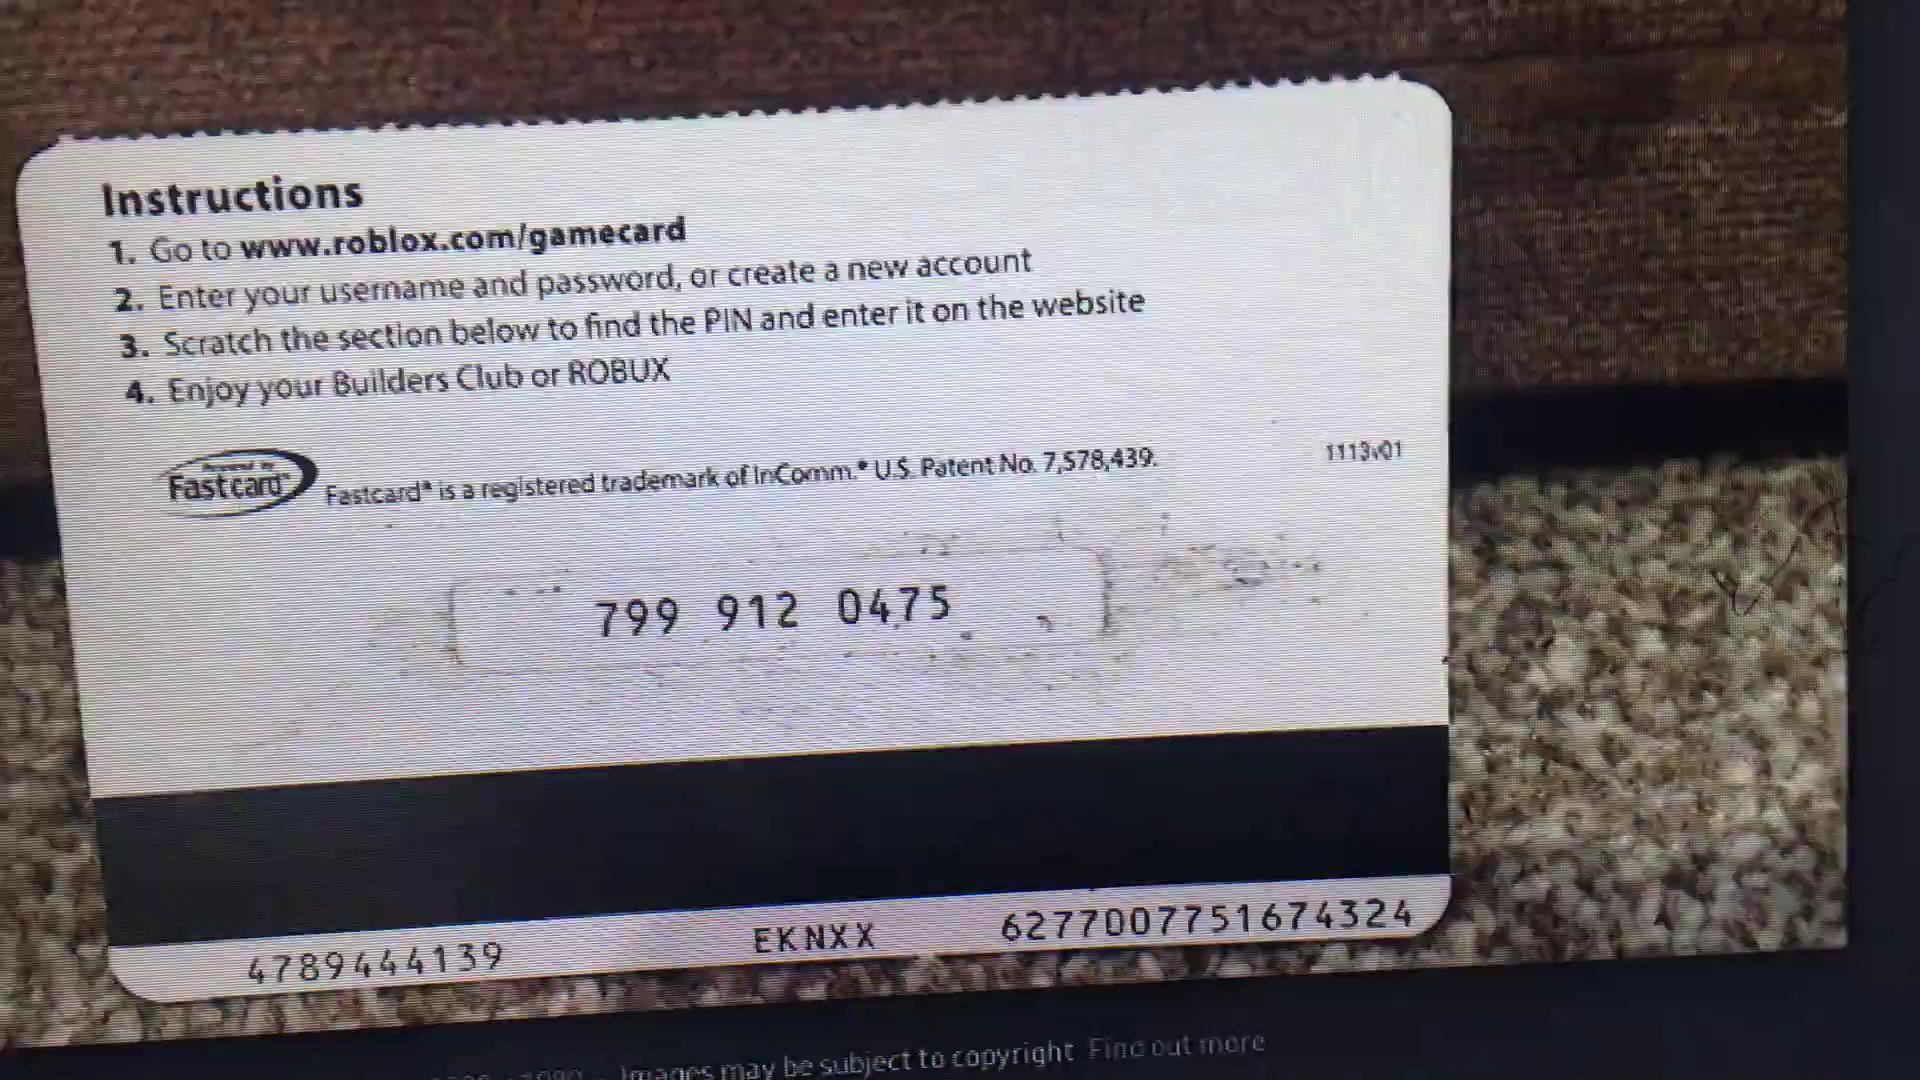 Instructions
1. Go to www.roblox.com/gamecard
2. Enter your username and password, or create a new account
3. Scratch the section below to find the PIN and enter it on the website
4. Enjoy your Builders Club or ROBUX
Powered by
Fastcard
Fastcard® is a registered trademark of InComm.® U.S. Patent No. 7,578,439.
1113v01
799 912 0475
4789444139 EKNXX 6277007751674324
Images may be subject to copyright Find out more